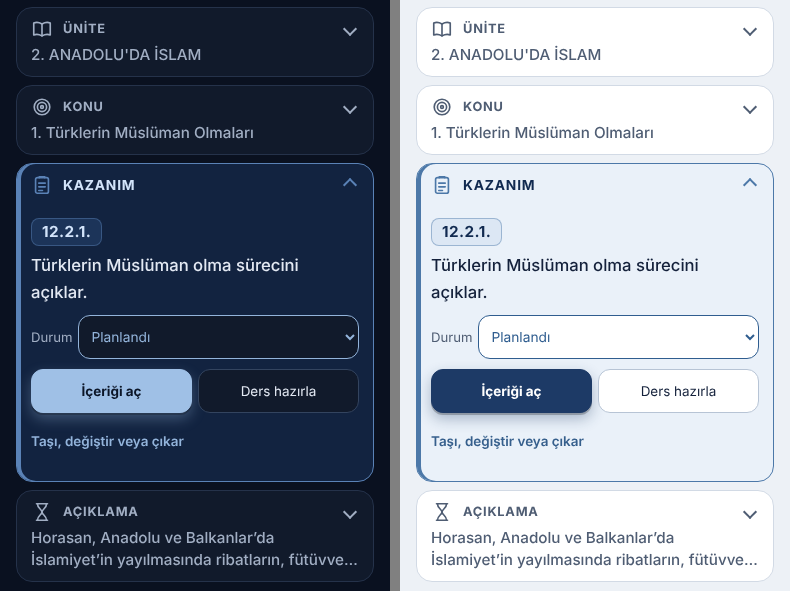 ÜNİTE
2. ANADOLU'DA İSLAM
KONU
1. Türklerin Müslüman Olmaları
KAZANIM
12.2.1.
Türklerin Müslüman olma sürecini
açıklar.
Durum Planlandı
İçeriği aç Ders hazırla
Taşı, değiştir veya çıkar
AÇIKLAMA
Horasan, Anadolu ve Balkanlar’da
İslamiyet’in yayılmasında ribatların, fütüvve...
ÜNİTE
2. ANADOLU'DA İSLAM
KONU
1. Türklerin Müslüman Olmaları
KAZANIM
12.2.1.
Türklerin Müslüman olma sürecini
açıklar.
Durum Planlandı
İçeriği aç Ders hazırla
Taşı, değiştir veya çıkar
AÇIKLAMA
Horasan, Anadolu ve Balkanlar’da
İslamiyet’in yayılmasında ribatların, fütüvve...